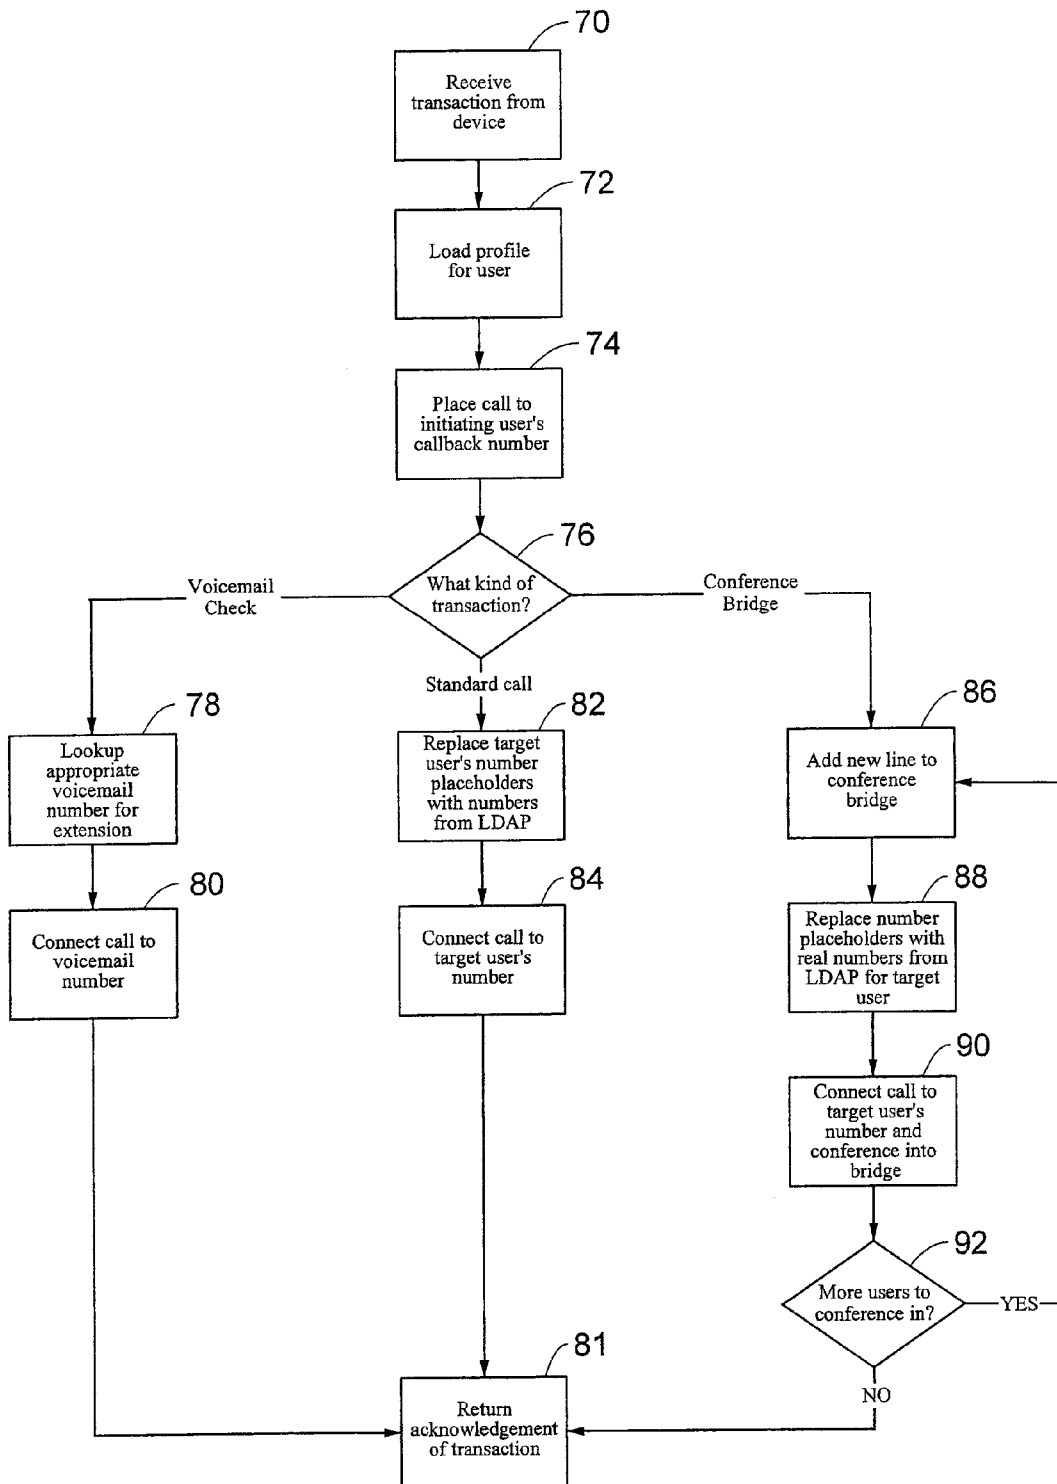 70
Receive
transaction from
device
72
Load profile
for user
74
Place call to
initiating user's
callback number
76
What kind of
transaction?
Voicemail
Check
Standard call
Conference
Bridge
78
Lookup
appropriate
voicemail
number for
extension
82
Replace target
user's number
placeholders
with numbers
from LDAP
86
Add new line to
conference
bridge
80
Connect call to
voicemail
number
84
Connect call to
target user's
number
88
Replace number
placeholders with
real numbers from
LDAP for target
user
90
Connect call to
target user's
number and
conference into
bridge
92
More users to
conference in?
YES
NO
81
Return
acknowledgement
of transaction